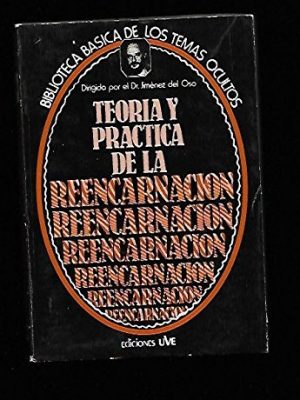 BIBLIOTECA BASICA DE LOS TEMAS OCULTOS
Dirigido por el Dr. Jiménez del Oso
TEORIA Y
PRACTICA
DE LA
REENCARNACION
REENCARNACION
REENCARNACION
REENCARNACION
REENCARNACION
REENCARNACION
EDICIONES UVE